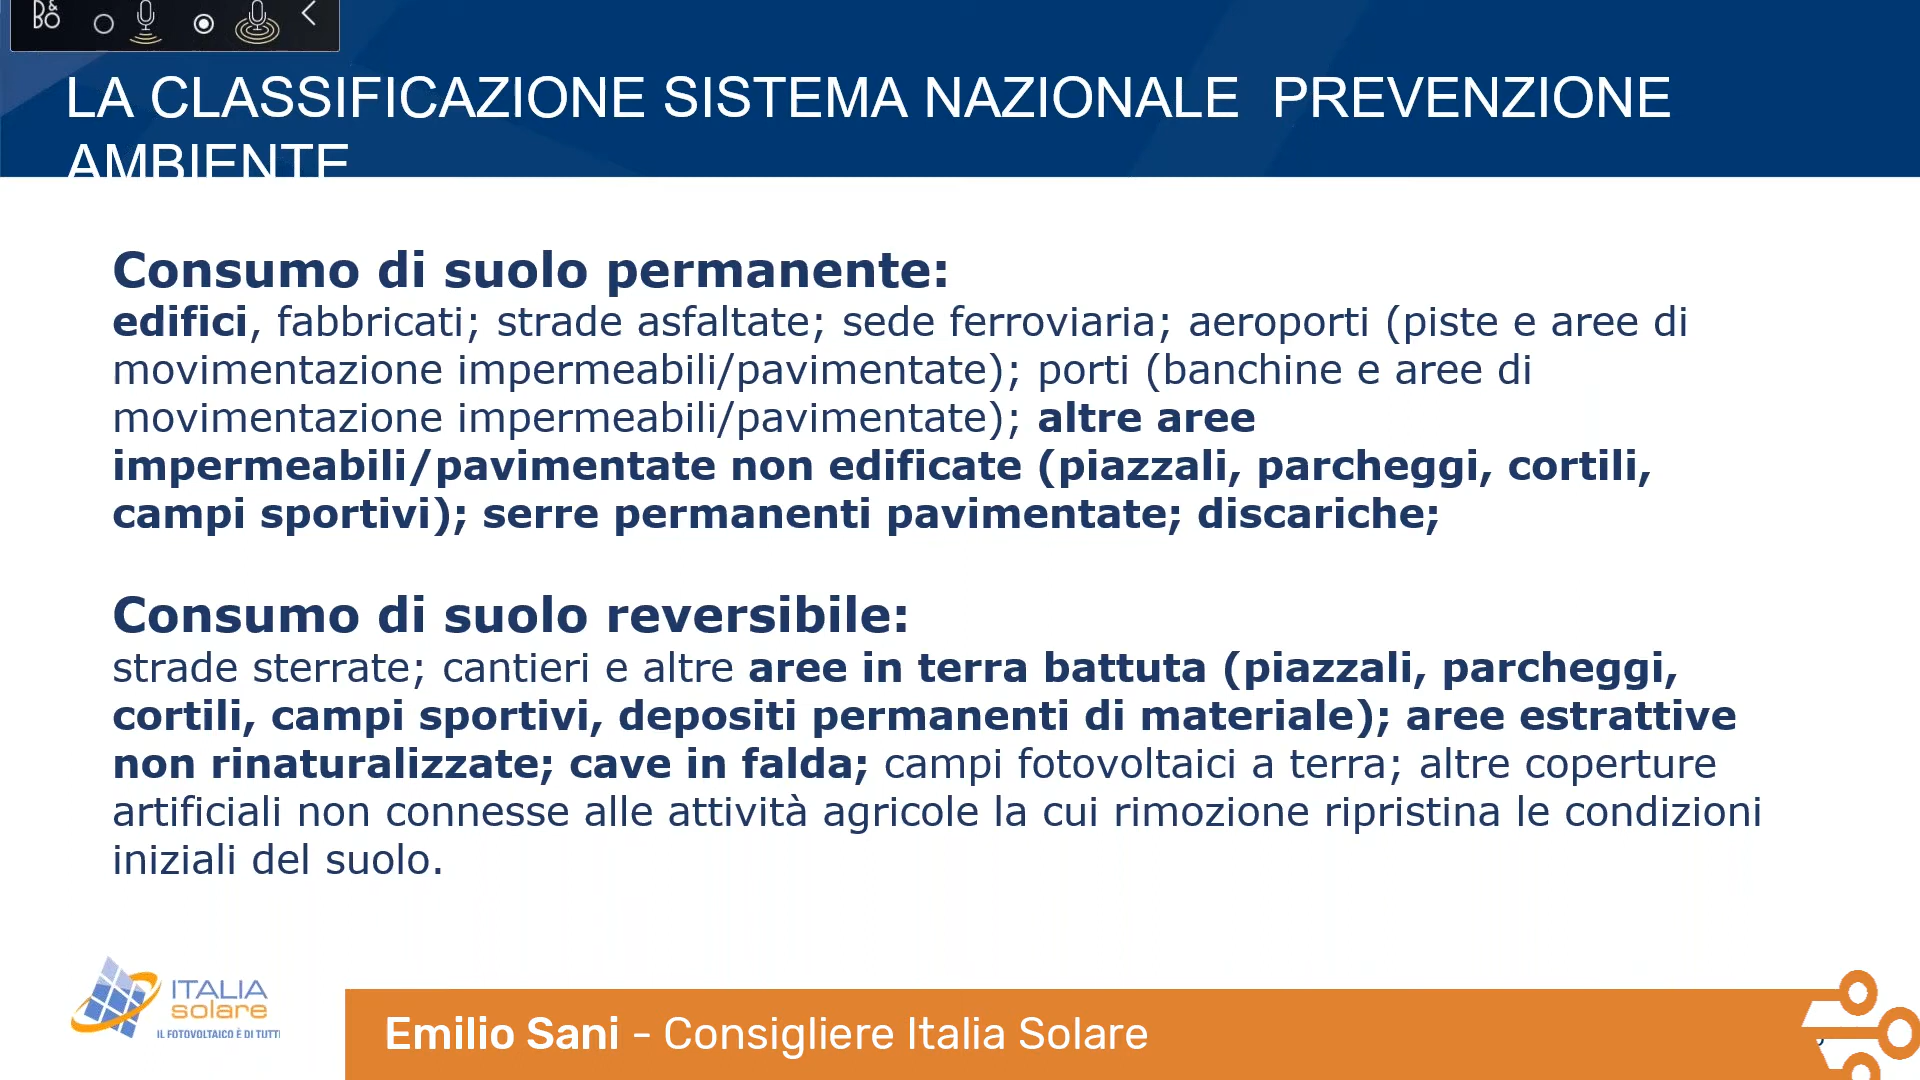 B&O
LA CLASSIFICAZIONE SISTEMA NAZIONALE PREVENZIONE
AMBIENTE
Consumo di suolo permanente:
edifici, fabbricati; strade asfaltate; sede ferroviaria; aeroporti (piste e aree di
movimentazione impermeabili/pavimentate); porti (banchine e aree di
movimentazione impermeabili/pavimentate); altre aree
impermeabili/pavimentate non edificate (piazzali, parcheggi, cortili,
campi sportivi); serre permanenti pavimentate; discariche;
Consumo di suolo reversibile:
strade sterrate; cantieri e altre aree in terra battuta (piazzali, parcheggi,
cortili, campi sportivi, depositi permanenti di materiale); aree estrattive
non rinaturalizzate; cave in falda; campi fotovoltaici a terra; altre coperture
artificiali non connesse alle attività agricole la cui rimozione ripristina le condizioni
iniziali del suolo.
ITALIA
solare
IL FOTOVOLTAICO È DI TUTTI
Emilio Sani - Consigliere Italia Solare